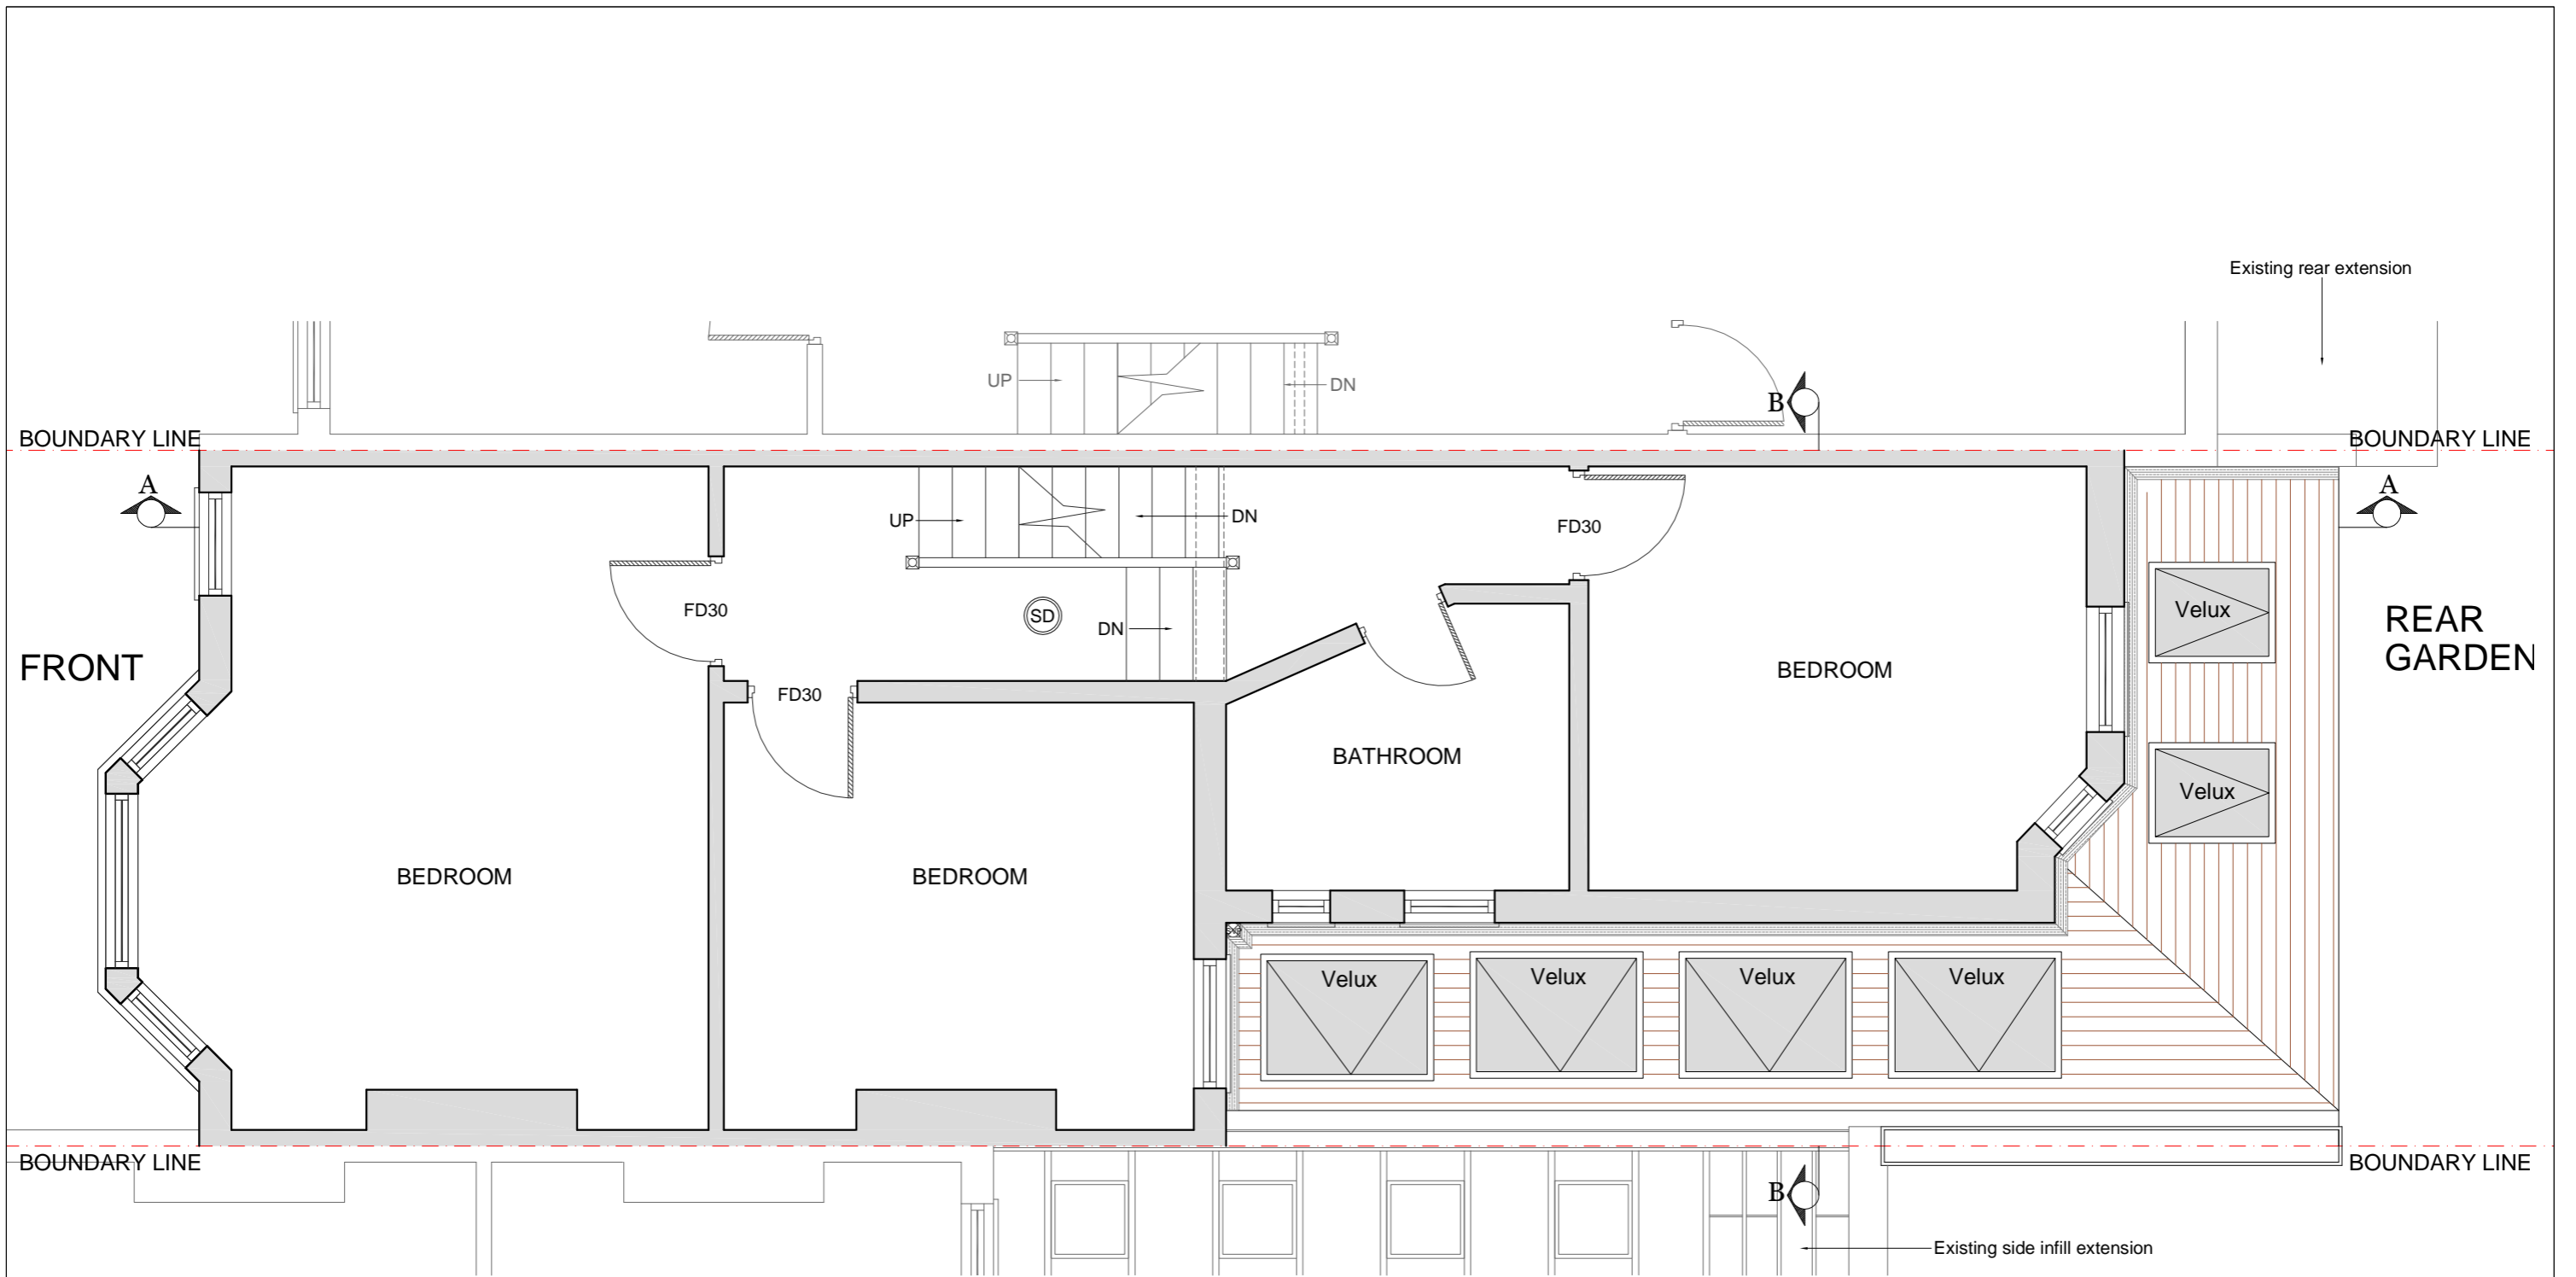 Existing rear extension
UP
DN
B
BOUNDARY LINE
BOUNDARY LINE
A
A
UP
DN
FD30
FD30
SD
DN
Velux
REAR
GARDEN
FRONT
BEDROOM
FD30
BATHROOM
Velux
BEDROOM
BEDROOM
Velux
Velux
Velux
Velux
BOUNDARY LINE
BOUNDARY LINE
B
Existing side infill extension